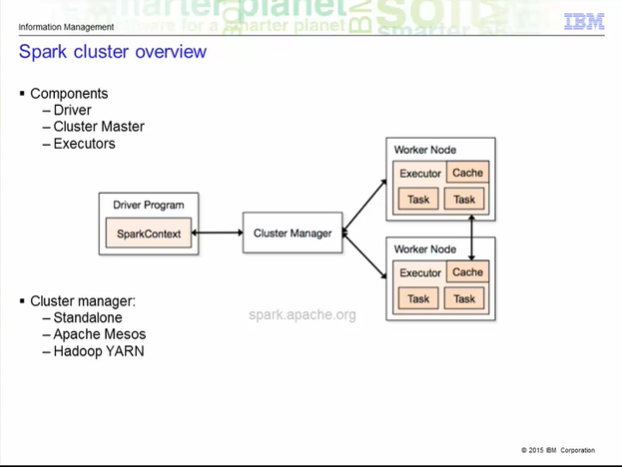 Information Management
IBM
Spark cluster overview
▪ Components
– Driver
– Cluster Master
– Executors
Driver Program
SparkContext
Cluster Manager
Worker Node
Executor
Cache
Task
Task
Worker Node
Executor
Cache
Task
Task
▪ Cluster manager:
– Standalone
– Apache Mesos
– Hadoop YARN
spark.apache.org
© 2015 IBM Corporation